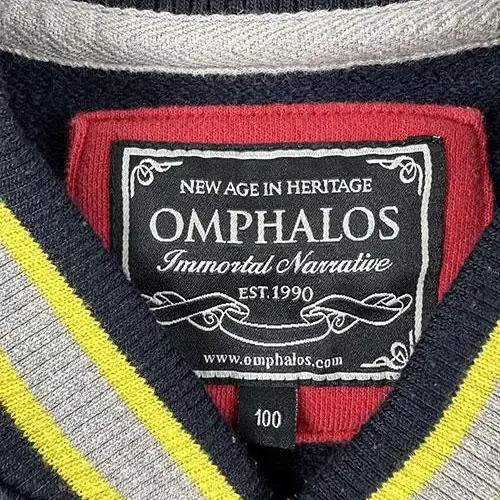 NEW AGE IN HERITAGE
OMPHALOS
Immortal Narrative
EST.1990
www.omphalos.com
100